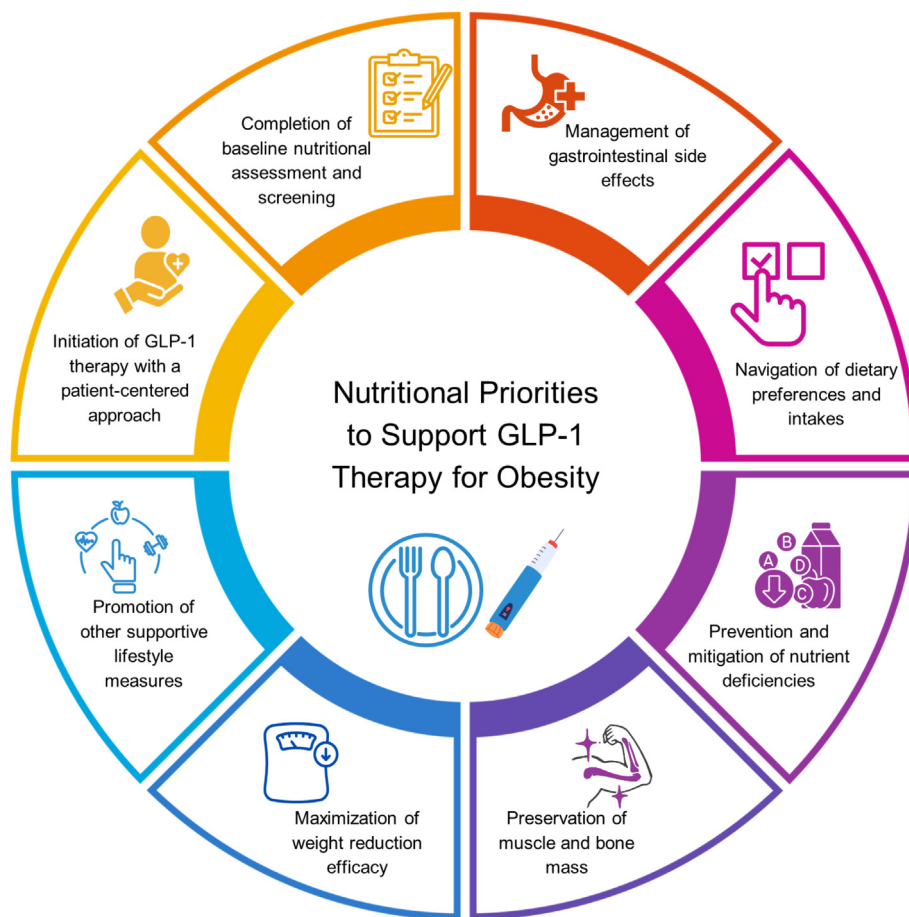 Nutritional Priorities
to Support GLP-1
Therapy for Obesity
Initiation of GLP-1
therapy with a
patient-centered
approach
Completion of
baseline nutritional
assessment and
screening
Management of
gastrointestinal side
effects
Navigation of dietary
preferences and
intakes
A
B
D
C
Prevention and
mitigation of nutrient
deficiencies
Preservation of
muscle and bone
mass
Maximization of
weight reduction
efficacy
Promotion of
other supportive
lifestyle
measures